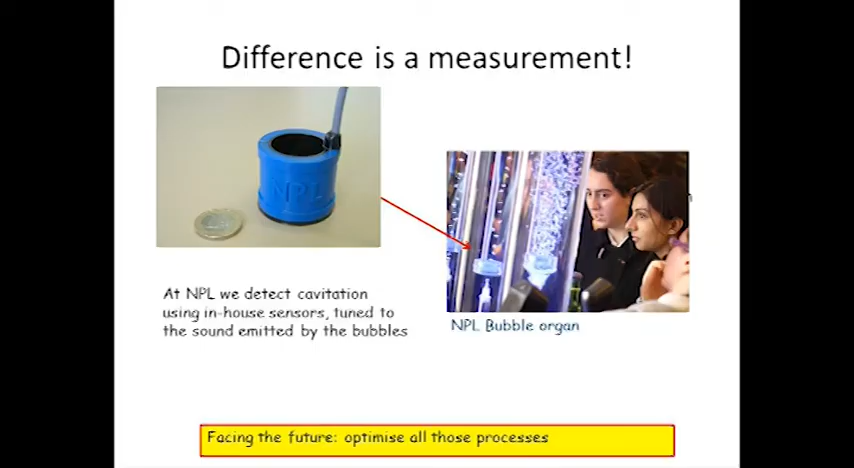 Difference is a measurement!
NPL
At NPL we detect cavitation
using in-house sensors, tuned to
the sound emitted by the bubbles
NPL Bubble organ
Facing the future: optimise all those processes